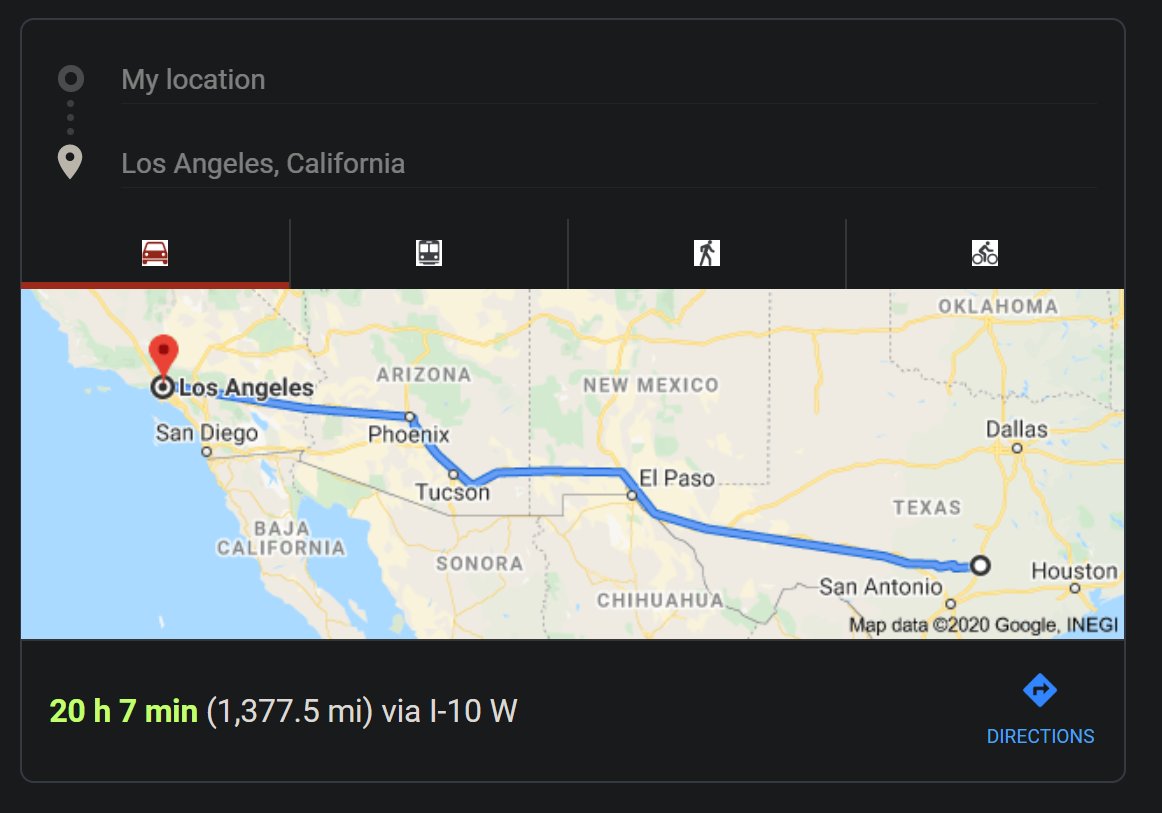 My location
Los Angeles, California
OKLAHOMA
ARIZONA
NEW MEXICO
Los Angeles
San Diego
Phoenix
Dallas
Tucson
El Paso
TEXAS
BAJA
CALIFORNIA
SONORA
CHIHUAHUA
San Antonio
Houston
Map data ©2020 Google, INEGI
20 h 7 min (1,377.5 mi) via I-10 W
DIRECTIONS